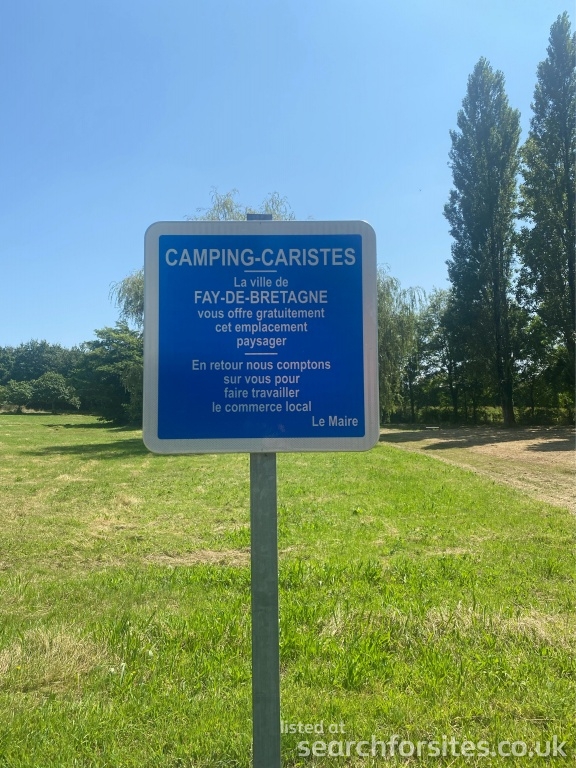 CAMPING-CARISTES
La ville de
FAY-DE-BRETAGNE
vous offre gratuitement
cet emplacement
paysager
En retour nous comptons
sur vous pour
faire travailler
le commerce local
Le Maire
listed at
searchforsites.co.uk